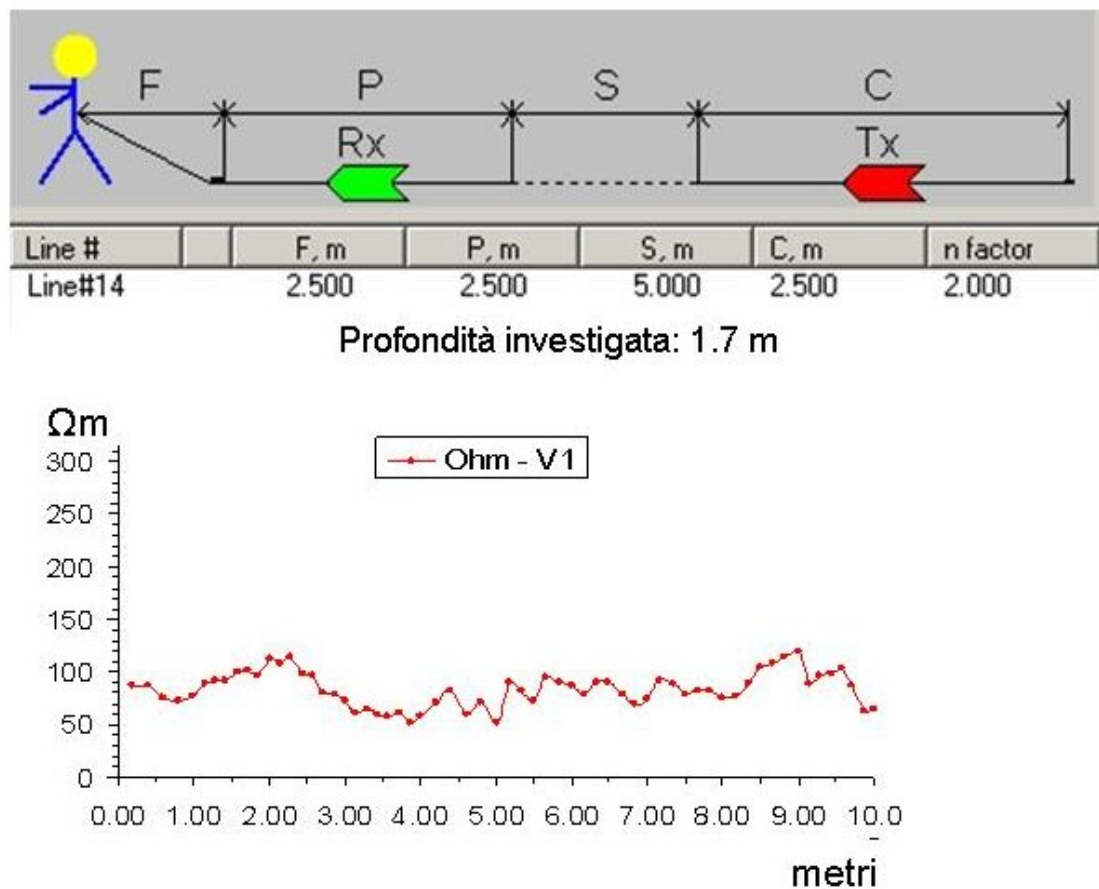 F P S C
Rx Tx
Line # F, m P, m S, m C, m n factor
Line#14 2.500 2.500 5.000 2.500 2.000
Profondità investigata: 1.7 m
Ωm
Ohm - V1
300
250
200
150
100
50
0
0.00 1.00 2.00 3.00 4.00 5.00 6.00 7.00 8.00 9.00 10.0
metri